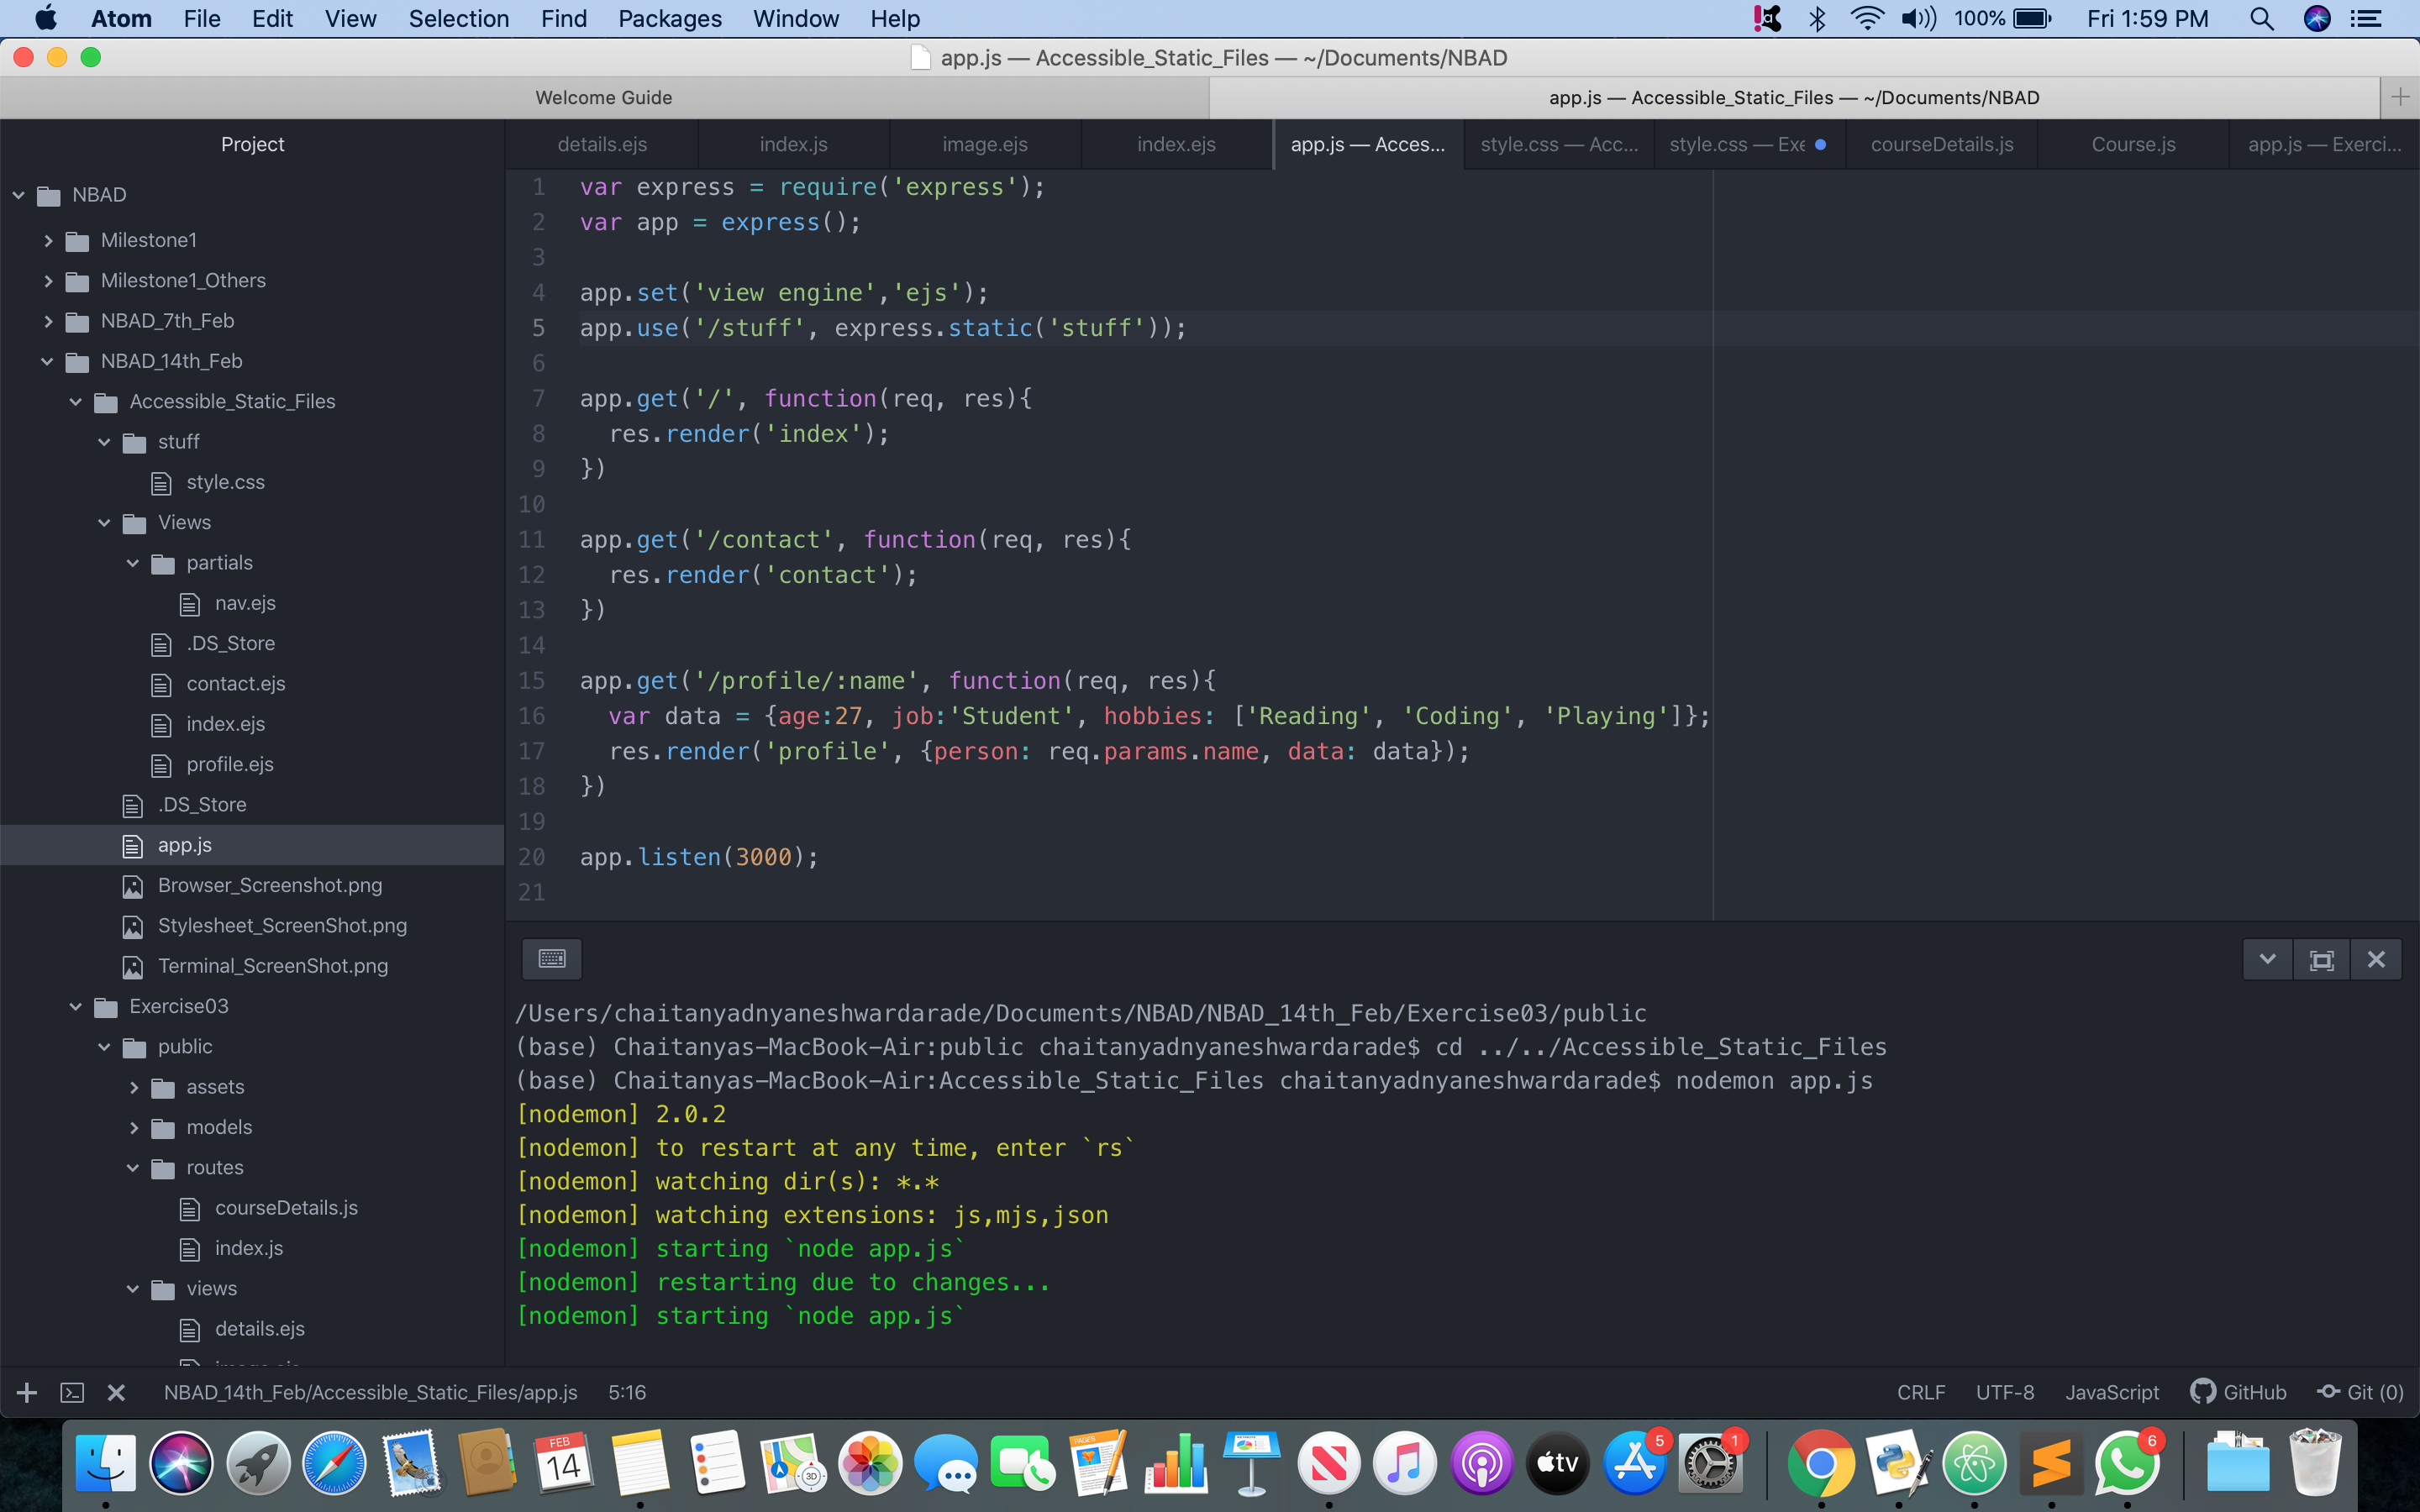 Atom File Edit View Selection Find Packages Window Help 100% Fri 1:59 PM
app.js — Accessible_Static_Files — ~/Documents/NBAD
Welcome Guide app.js — Accessible_Static_Files — ~/Documents/NBAD
Project
details.ejs index.js image.ejs index.ejs app.js — Acces... style.css — Acc... style.css — Exe courseDetails.js Course.js app.js — Exerci...
NBAD
Milestone1
Milestone1_Others
NBAD_7th_Feb
NBAD_14th_Feb
Accessible_Static_Files
stuff
style.css
Views
partials
nav.ejs
.DS_Store
contact.ejs
index.ejs
profile.ejs
.DS_Store
app.js
Browser_Screenshot.png
Stylesheet_ScreenShot.png
Terminal_ScreenShot.png
Exercise03
public
assets
models
routes
courseDetails.js
index.js
views
details.ejs
1 var express = require('express');
2 var app = express();
3
4 app.set('view engine','ejs');
5 app.use('/stuff', express.static('stuff'));
6
7 app.get('/', function(req, res){
8 res.render('index');
9 })
10
11 app.get('/contact', function(req, res){
12 res.render('contact');
13 })
14
15 app.get('/profile/:name', function(req, res){
16 var data = {age:27, job:'Student', hobbies: ['Reading', 'Coding', 'Playing']};
17 res.render('profile', {person: req.params.name, data: data});
18 })
19
20 app.listen(3000);
21
/Users/chaitanyadnyaneshwardarade/Documents/NBAD/NBAD_14th_Feb/Exercise03/public
(base) Chaitanyas-MacBook-Air:public chaitanyadnyaneshwardarade$ cd ../../Accessible_Static_Files
(base) Chaitanyas-MacBook-Air:Accessible_Static_Files chaitanyadnyaneshwardarade$ nodemon app.js
[nodemon] 2.0.2
[nodemon] to restart at any time, enter `rs`
[nodemon] watching dir(s): *.*
[nodemon] watching extensions: js,mjs,json
[nodemon] starting `node app.js`
[nodemon] restarting due to changes...
[nodemon] starting `node app.js`
NBAD_14th_Feb/Accessible_Static_Files/app.js 5:16 CRLF UTF-8 JavaScript GitHub Git (0)
FEB
14
3D
PAGES
tv
5
1
6